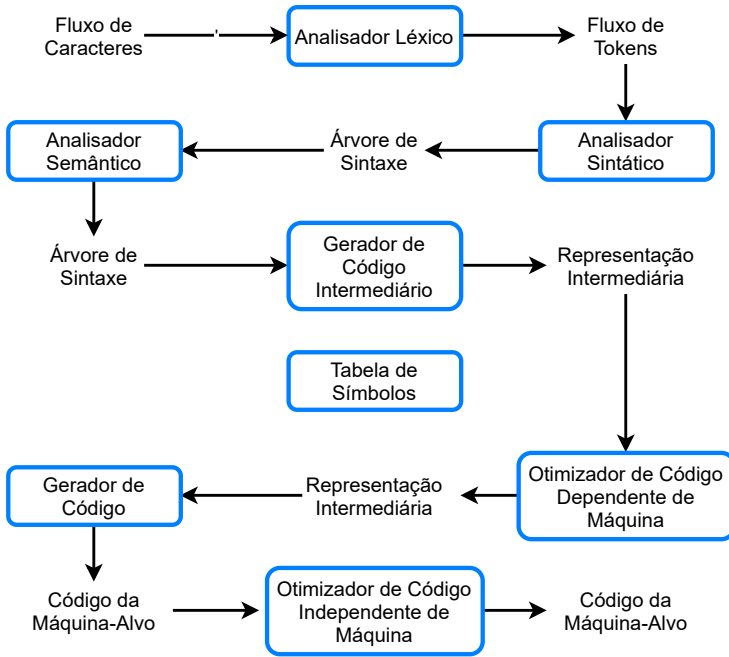 Fluxo de
Caracteres
Analisador Léxico
Fluxo de
Tokens
Analisador
Semântico
Árvore de
Sintaxe
Analisador
Sintático
Árvore de
Sintaxe
Gerador de
Código
Intermediário
Representação
Intermediária
Tabela de
Símbolos
Gerador de
Código
Representação
Intermediária
Otimizador de Código
Dependente de
Máquina
Código da
Máquina-Alvo
Otimizador de Código
Independente de
Máquina
Código da
Máquina-Alvo